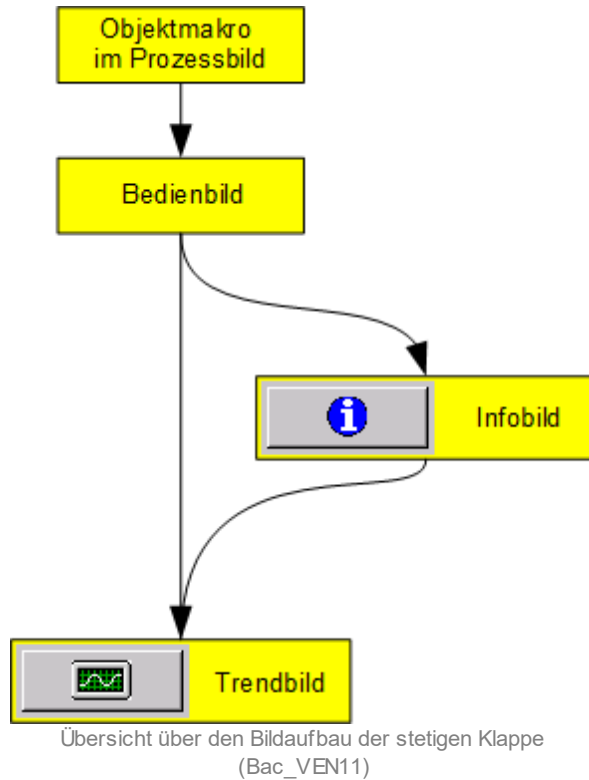 Objektmakro
im Prozessbild
Bedienbild
Infobild
Trendbild
Übersicht über den Bildaufbau der stetigen Klappe
(Bac_VEN11)